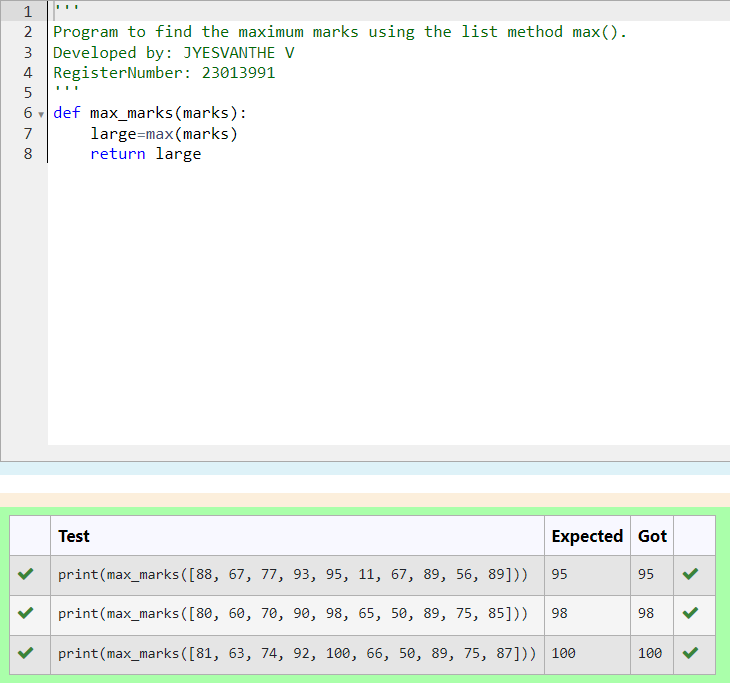 1 '''
2 Program to find the maximum marks using the list method max().
3 Developed by: JYESVANTHE V
4 RegisterNumber: 23013991
5 '''
6 def max_marks(marks):
7     large=max(marks)
8     return large
Test Expected Got
print(max_marks([88, 67, 77, 93, 95, 11, 67, 89, 56, 89])) 95 95
print(max_marks([80, 60, 70, 90, 98, 65, 50, 89, 75, 85])) 98 98
print(max_marks([81, 63, 74, 92, 100, 66, 50, 89, 75, 87])) 100 100